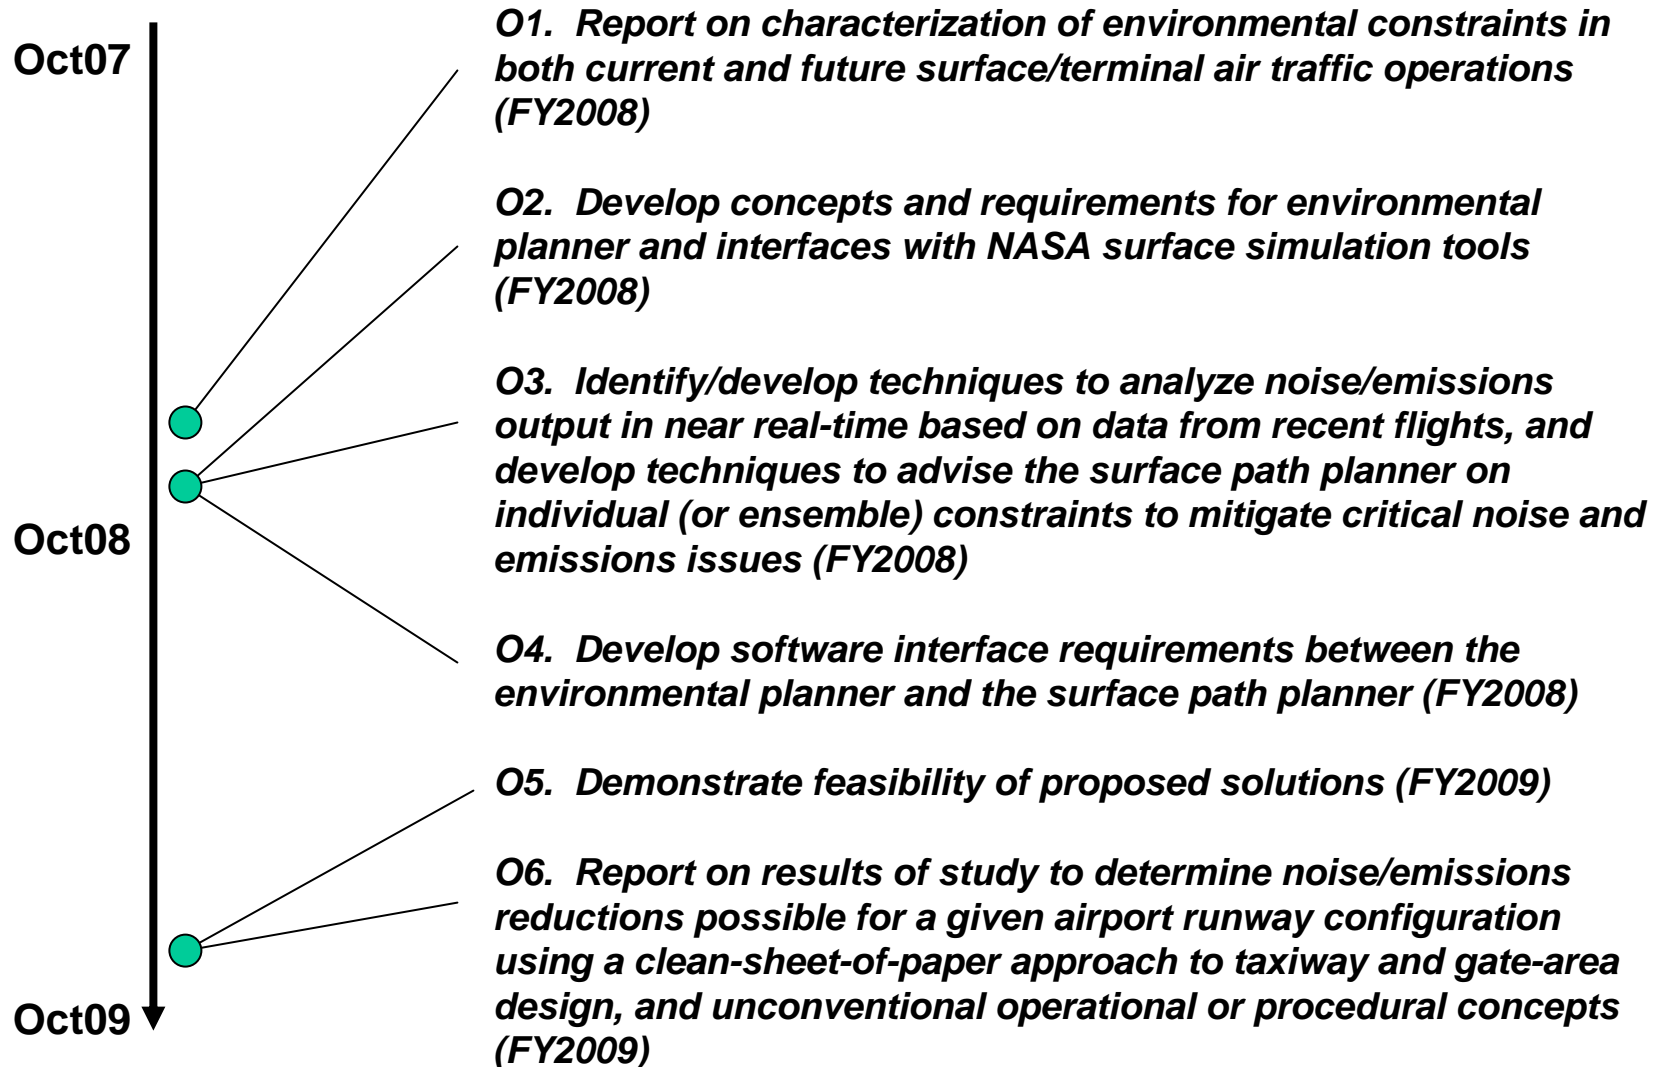 Oct07
O1. Report on characterization of environmental constraints in
both current and future surface/terminal air traffic operations
(FY2008)
O2. Develop concepts and requirements for environmental
planner and interfaces with NASA surface simulation tools
(FY2008)
O3. Identify/develop techniques to analyze noise/emissions
output in near real-time based on data from recent flights, and
develop techniques to advise the surface path planner on
individual (or ensemble) constraints to mitigate critical noise and
emissions issues (FY2008)
Oct08
O4. Develop software interface requirements between the
environmental planner and the surface path planner (FY2008)
O5. Demonstrate feasibility of proposed solutions (FY2009)
O6. Report on results of study to determine noise/emissions
reductions possible for a given airport runway configuration
using a clean-sheet-of-paper approach to taxiway and gate-area
design, and unconventional operational or procedural concepts
(FY2009)
Oct09